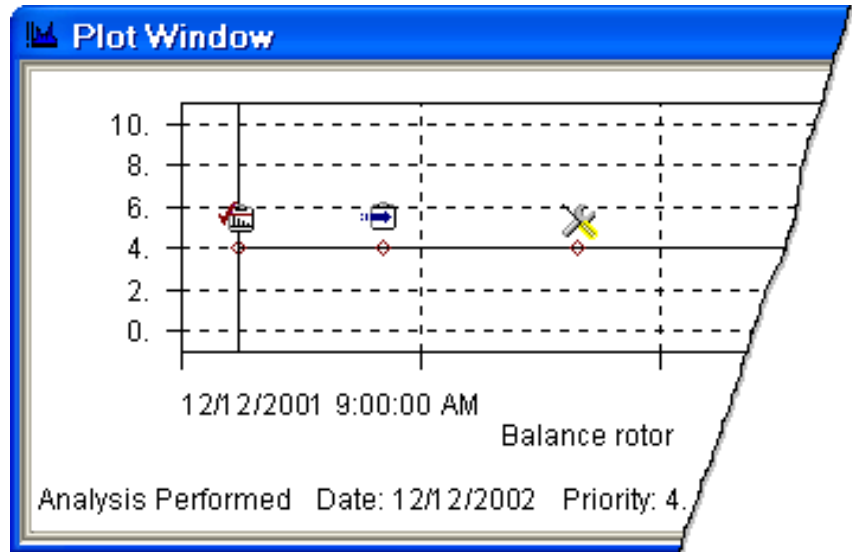 Plot Window
10.
8.
6.
4.
2.
0.
12/12/2001 9:00:00 AM
Balance rotor
Analysis Performed Date: 12/12/2002 Priority: 4.